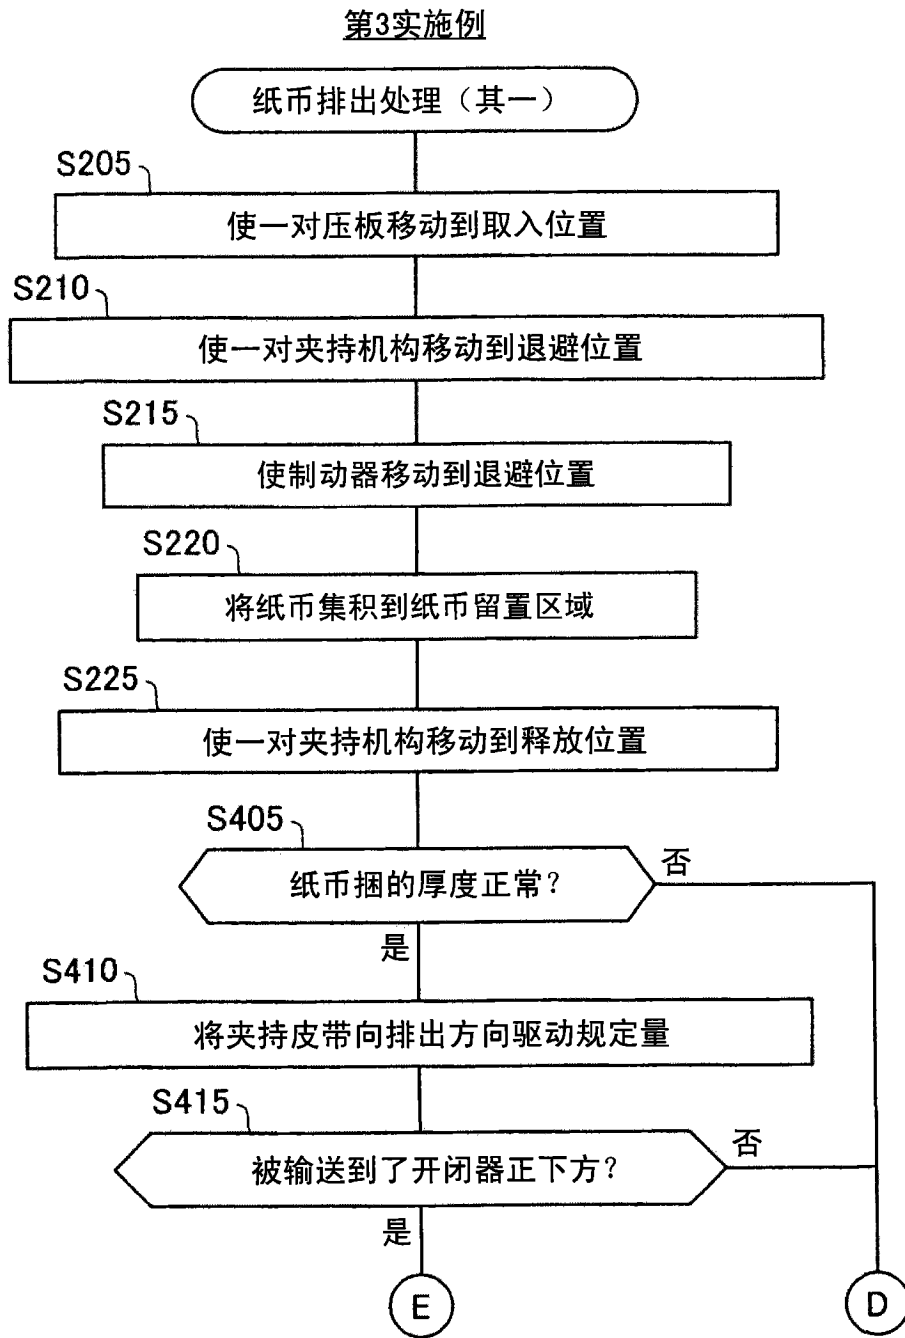 第3实施例
纸币排出处理（其一）
S205
使一对压板移动到取入位置
S210
使一对夹持机构移动到退避位置
S215
使制动器移动到退避位置
S220
将纸币集积到纸币留置区域
S225
使一对夹持机构移动到释放位置
S405
纸币捆的厚度正常？
否
是
S410
将夹持皮带向排出方向驱动规定量
S415
被输送到了开闭器正下方？
否
是
E
D